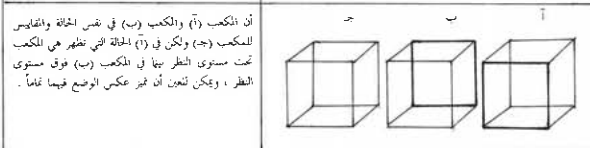 أن المكعب (آ) والمكعب (ب) في نفس الحالة والمقاييس
للمكعب (جـ) ولكن في (آ) الحالة التي تظهر هي المكعب
تحت مستوى النظر بينما في المكعب (ب) فوق مستوى
النظر ، ويمكن للعين أن تميز عكس الوضع فيهما تماماً .
آ ب جـ